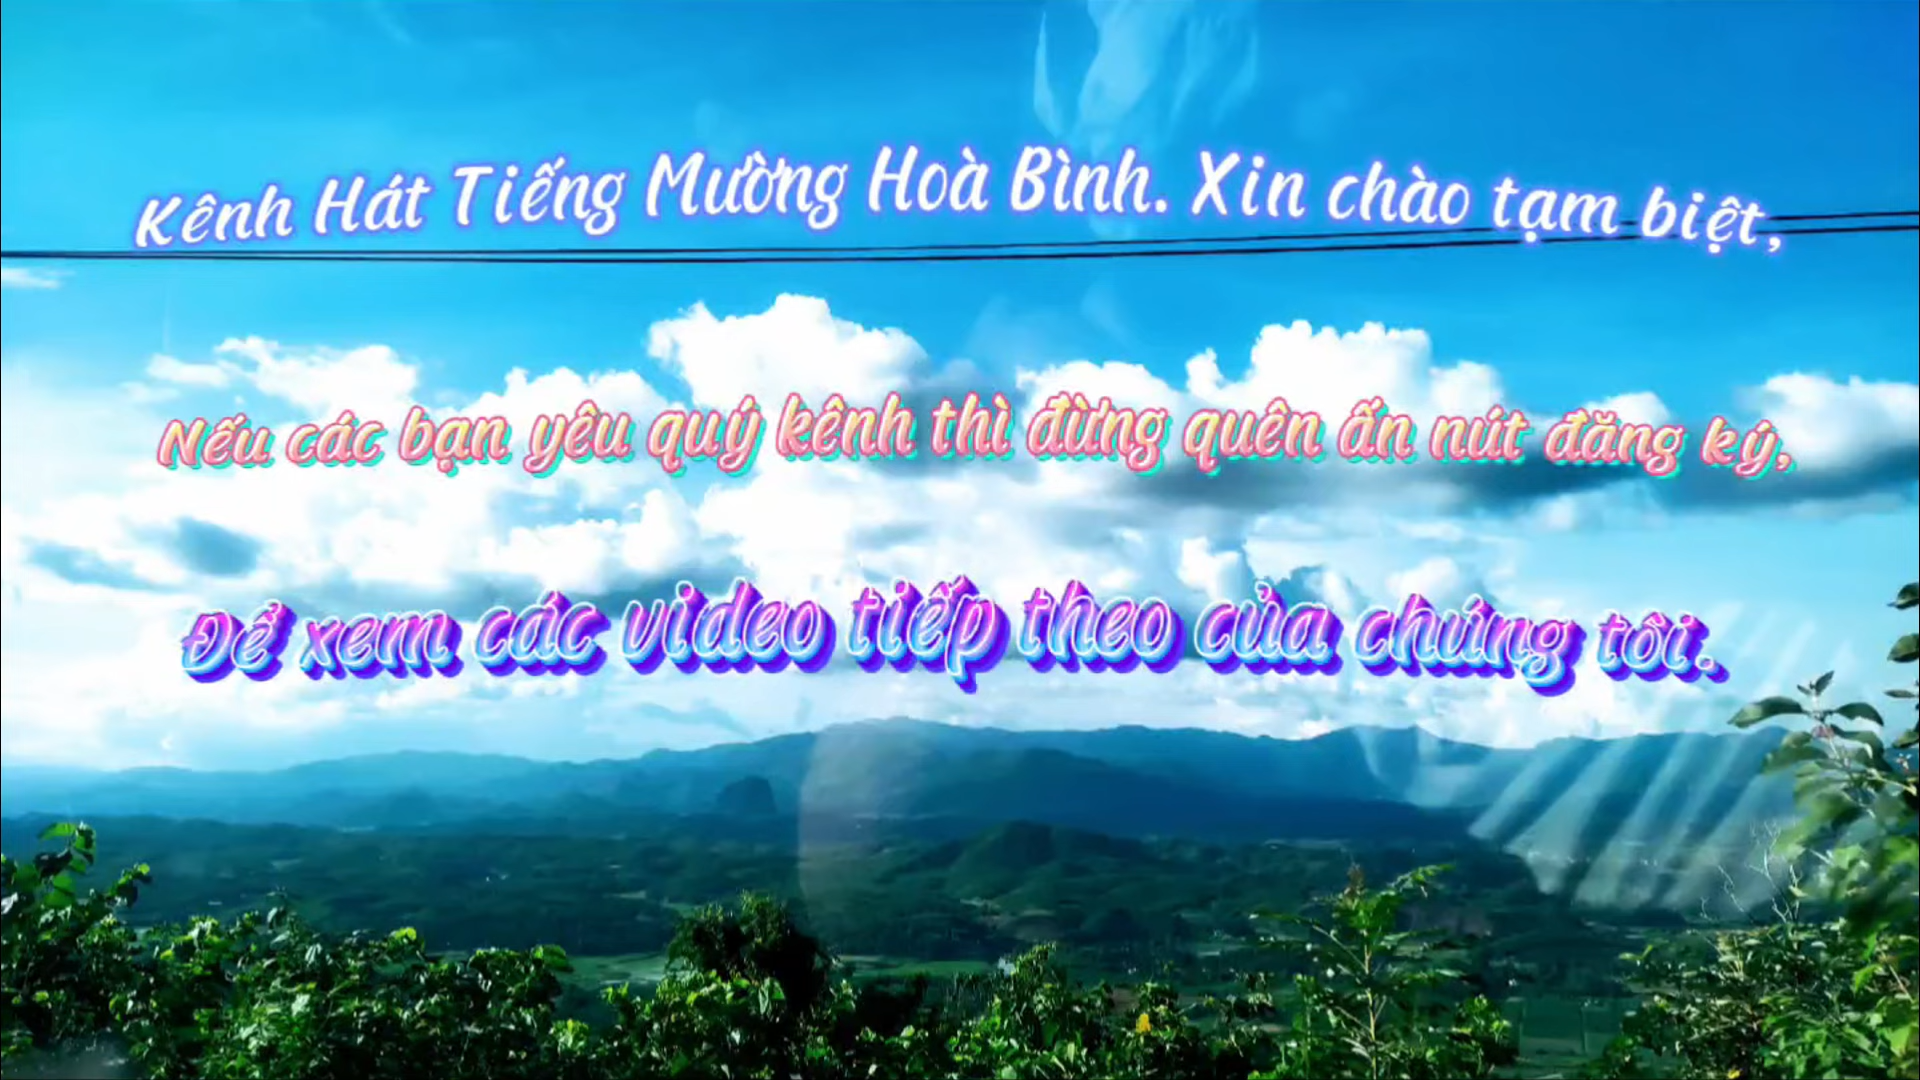 Kênh Hát Tiếng Mường Hoà Bình. Xin chào tạm biệt,
Nếu các bạn yêu quý kênh thì đừng quên ấn nút đăng ký,
Để xem các video tiếp theo của chúng tôi.